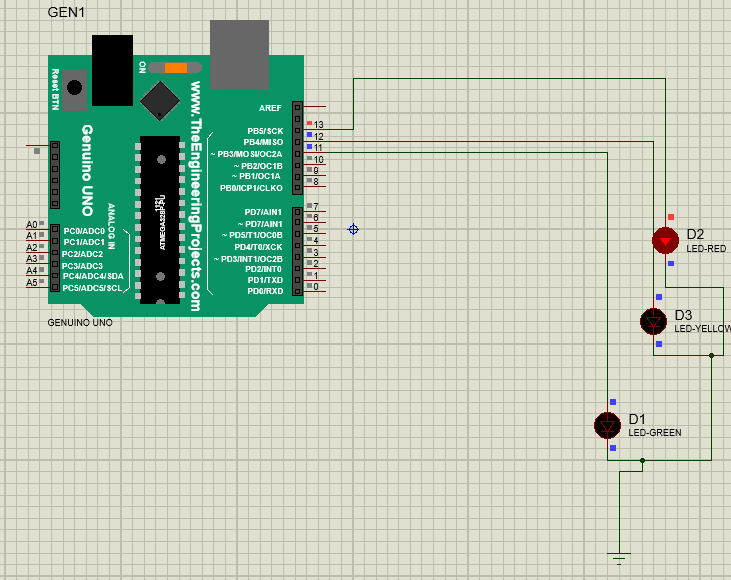 GEN1
ON
Reset BTN
www.TheEngineeringProjects.com
Genuino UNO
ANALOG IN
1121
ATMEGA328P-PU
AREF
13
PB5/SCK
12
PB4/MISO
11
~ PB3/MOSI/OC2A
10
~ PB2/OC1B
9
~ PB1/OC1A
8
PB0/ICP1/CLKO
7
PD7/AIN1
6
~ PD7/AIN1
5
~ PD5/T1/OC0B
4
PD4/T0/XCK
3
~ PD3/INT1/OC2B
2
PD2/INT0
1
PD1/TXD
0
PD0/RXD
A0
PC0/ADC0
A1
PC1/ADC1
A2
PC2/ADC2
A3
PC3/ADC3
A4
PC4/ADC4/SDA
A5
PC5/ADC5/SCL
GENUINO UNO
D2
LED-RED
D3
LED-YELLOW
D1
LED-GREEN